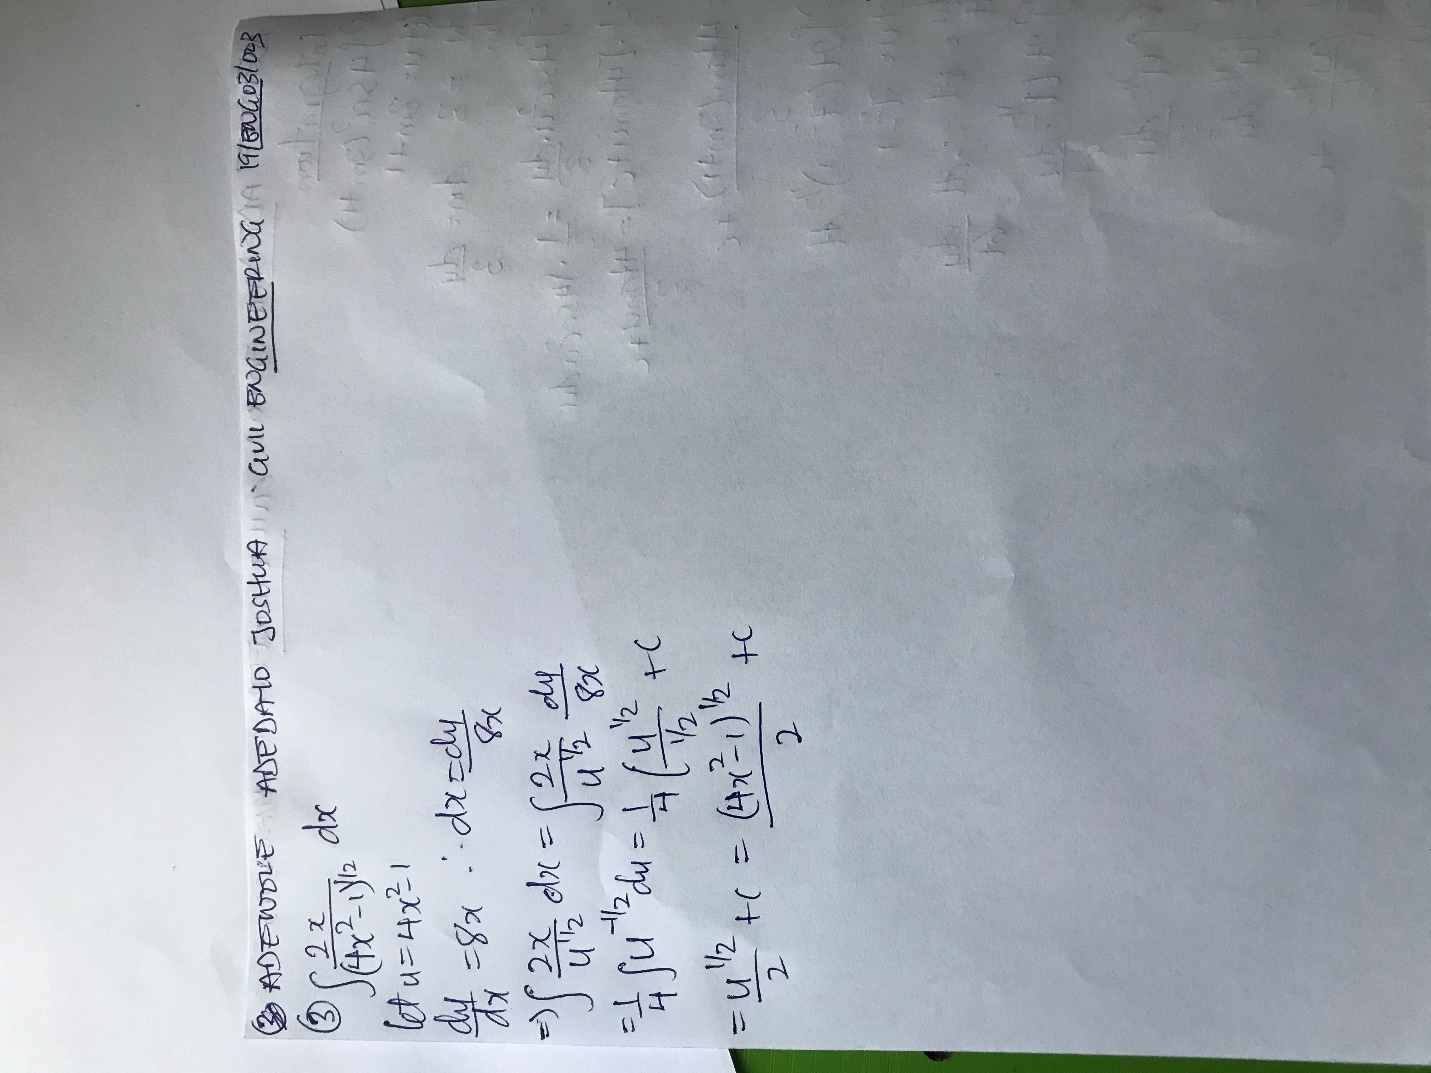 ADEWOOLE ADEDAYO JOSHUA CIVIL ENGINEERING 19/ENG03/003
③ ∫ 2x/(4x²-1)^1/2 dx
let u = 4x²-1
du/dx = 8x ∴ dx = du/8x
=> ∫ 2x/u^1/2 dx = ∫ 2x/u^1/2 du/8x
= 1/4 ∫ u^-1/2 du = 1/4 ( u^1/2 / 1/2 + C
= u^1/2 / 2 + C = (4x²-1)^1/2 / 2 + C